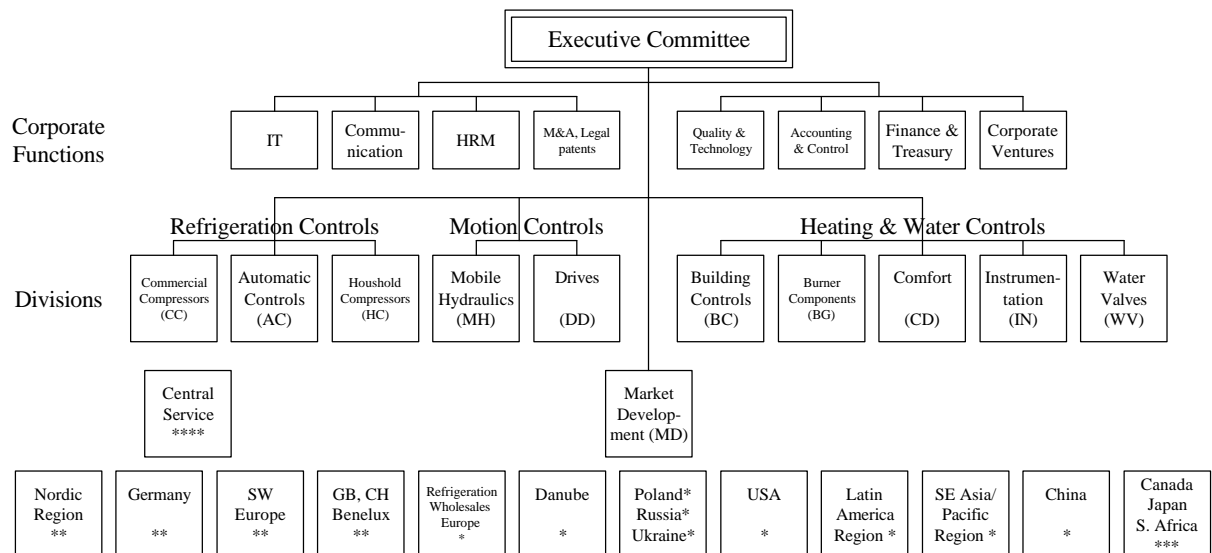 Executive Committee
Corporate
Functions
IT
Commu-
nication
HRM
M&A, Legal
patents
Quality &
Technology
Accounting
& Control
Finance &
Treasury
Corporate
Ventures
Refrigeration Controls
Motion Controls
Heating & Water Controls
Divisions
Commercial
Compressors
(CC)
Automatic
Controls
(AC)
Houshold
Compressors
(HC)
Mobile
Hydraulics
(MH)
Drives
(DD)
Building
Controls
(BC)
Burner
Components
(BG)
Comfort
(CD)
Instrumen-
tation
(IN)
Water
Valves
(WV)
Central
Service
****
Market
Develop-
ment (MD)
Nordic
Region
**
Germany
**
SW
Europe
**
GB, CH
Benelux
**
Refrigeration
Wholesales
Europe
*
Danube
*
Poland*
Russia*
Ukraine*
USA
*
Latin
America
Region *
SE Asia/
Pacific
Region *
China
*
Canada
Japan
S. Africa
***